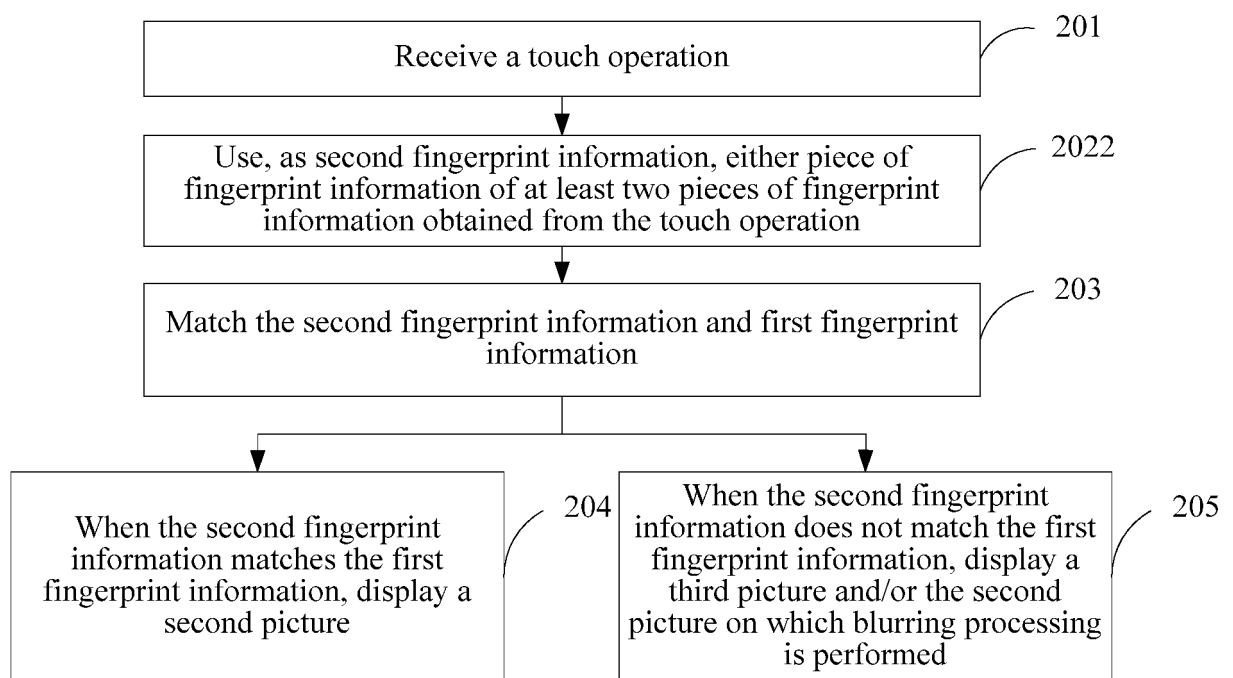 Receive a touch operation
201
Use, as second fingerprint information, either piece of
fingerprint information of at least two pieces of fingerprint
information obtained from the touch operation
2022
Match the second fingerprint information and first fingerprint
information
203
When the second fingerprint
information matches the first
fingerprint information, display a
second picture
204
When the second fingerprint
information does not match the first
fingerprint information, display a
third picture and/or the second
picture on which blurring processing
is performed
205